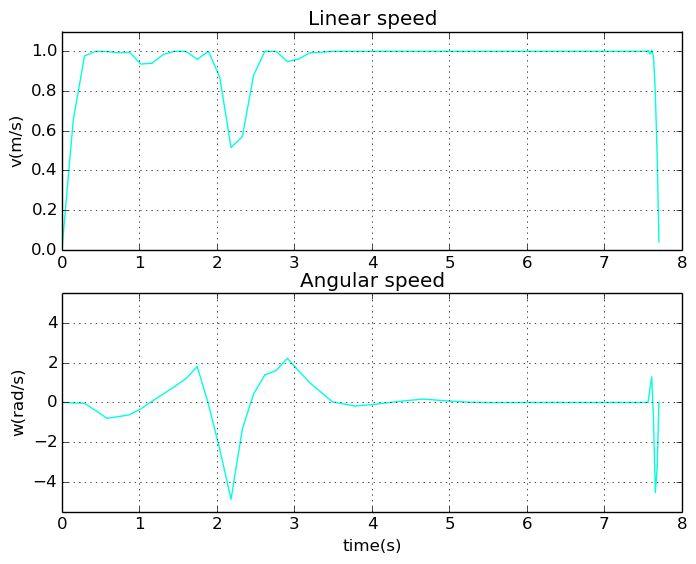 Linear speed
1.0
0.8
0.6
0.4
0.2
0.0
v(m/s)
0 1 2 3 4 5 6 7 8
Angular speed
4
2
0
−2
−4
w(rad/s)
0 1 2 3 4 5 6 7 8
time(s)